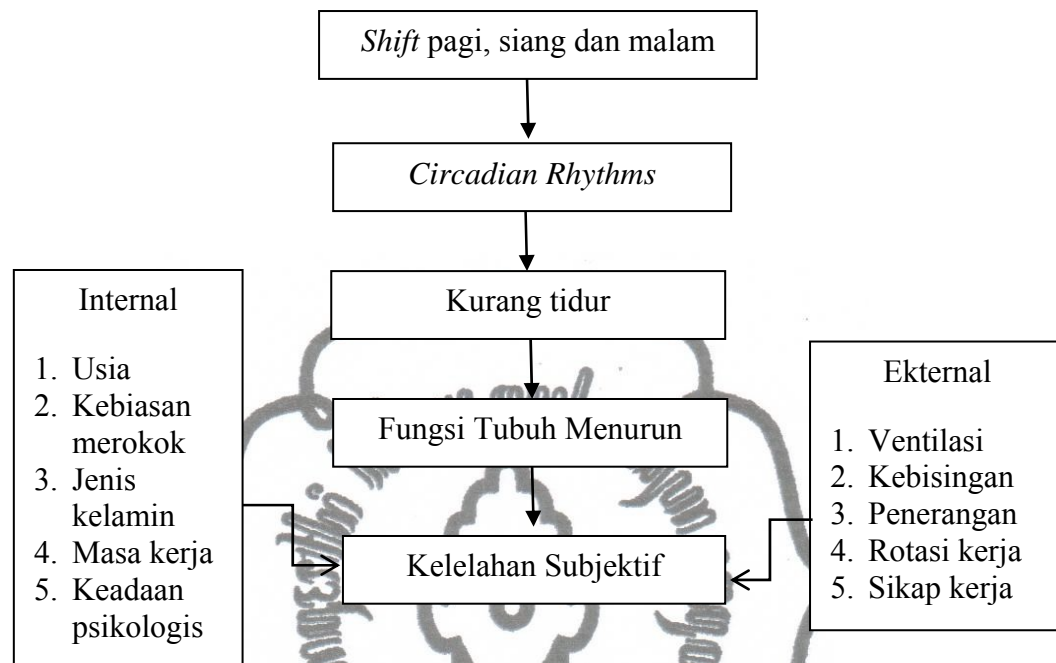 Shift pagi, siang dan malam
Circadian Rhythms
Kurang tidur
Fungsi Tubuh Menurun
Kelelahan Subjektif
Internal
1. Usia
2. Kebiasan
merokok
3. Jenis
kelamin
4. Masa kerja
5. Keadaan
psikologis
Ekternal
1. Ventilasi
2. Kebisingan
3. Penerangan
4. Rotasi kerja
5. Sikap kerja